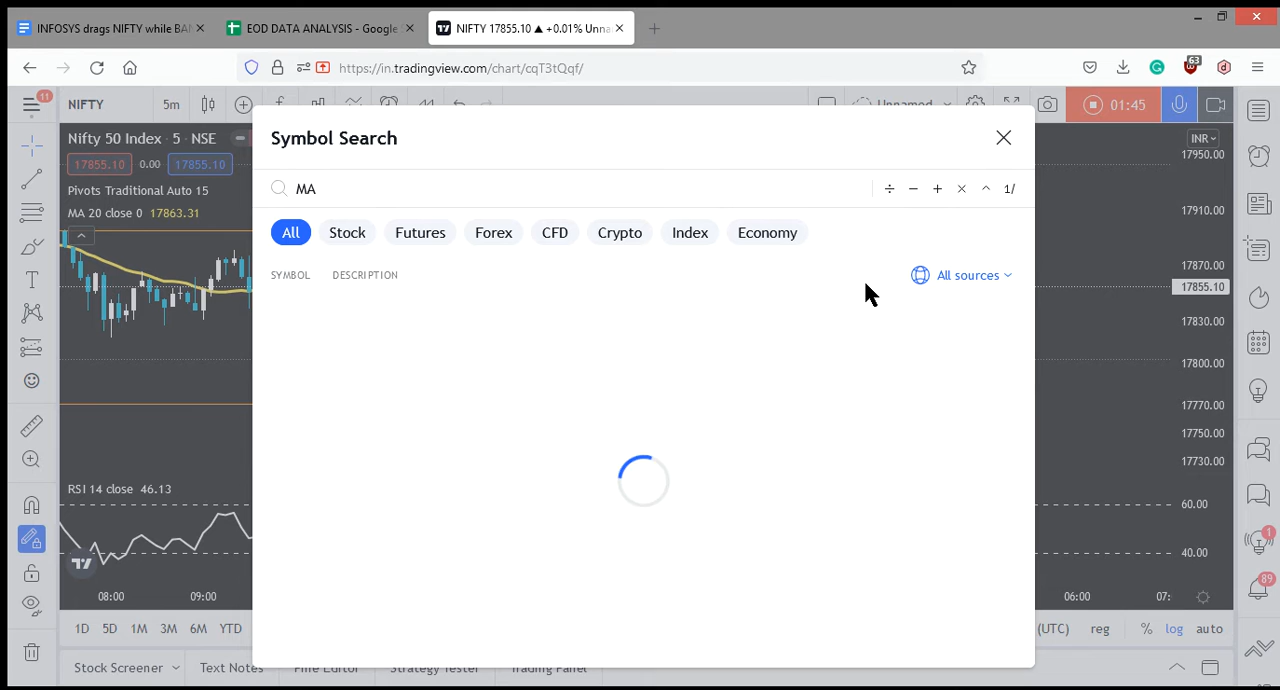 INFOSYS drags NIFTY while BAN
EOD DATA ANALYSIS - Google
NIFTY 17855.10 ▲ +0.01% Unna
https://in.tradingview.com/chart/cqT3tQqf/
63
11
NIFTY
5m
Unnamed
01:45
Nifty 50 Index · 5 · NSE
17855.10
0.00
17855.10
Pivots Traditional Auto 15
MA 20 close 0 17863.31
Symbol Search
MA
1/
All
Stock
Futures
Forex
CFD
Crypto
Index
Economy
SYMBOL
DESCRIPTION
All sources
INR
17950.00
17910.00
17870.00
17855.10
17830.00
17800.00
17770.00
17750.00
17730.00
RSI 14 close 46.13
60.00
40.00
08:00
09:00
06:00
07:
1D
5D
1M
3M
6M
YTD
(UTC)
reg
%
log
auto
Stock Screener
Text Notes
Pine Editor
Strategy Tester
Trading Panel
1
89